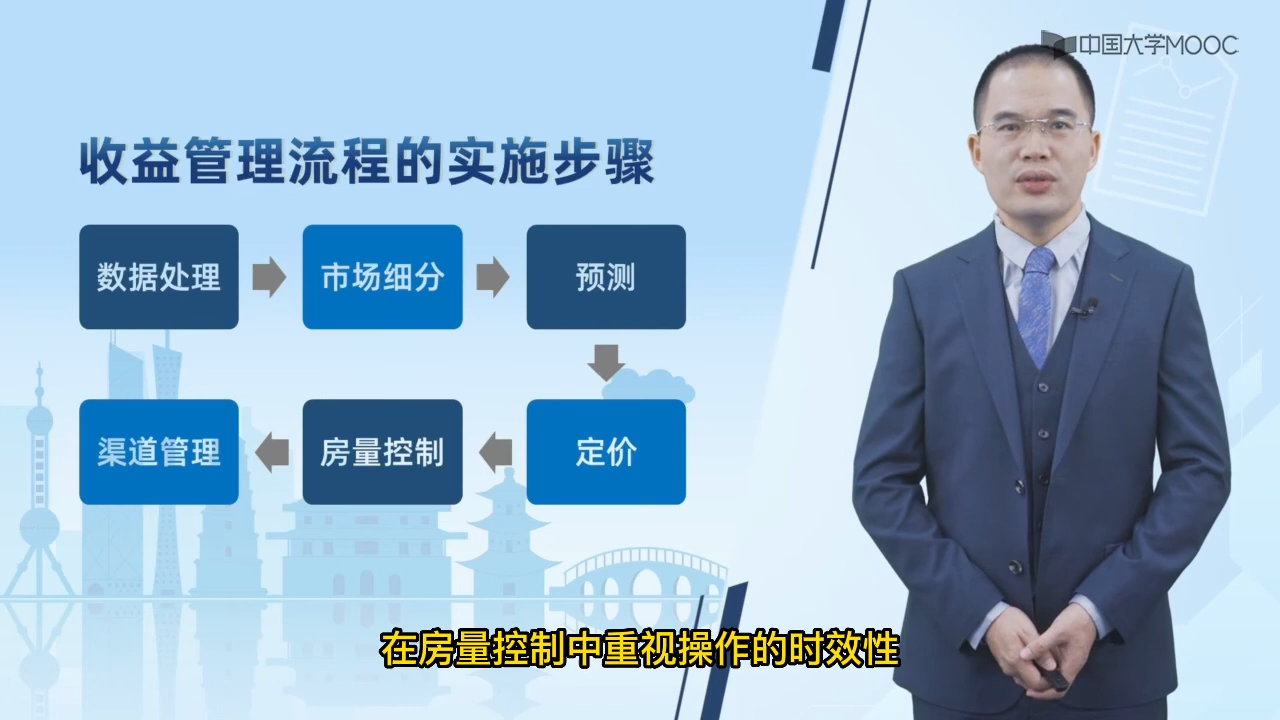 中国大学MOOC
收益管理流程的实施步骤
数据处理
市场细分
预测
渠道管理
房量控制
定价
在房量控制中重视操作的时效性